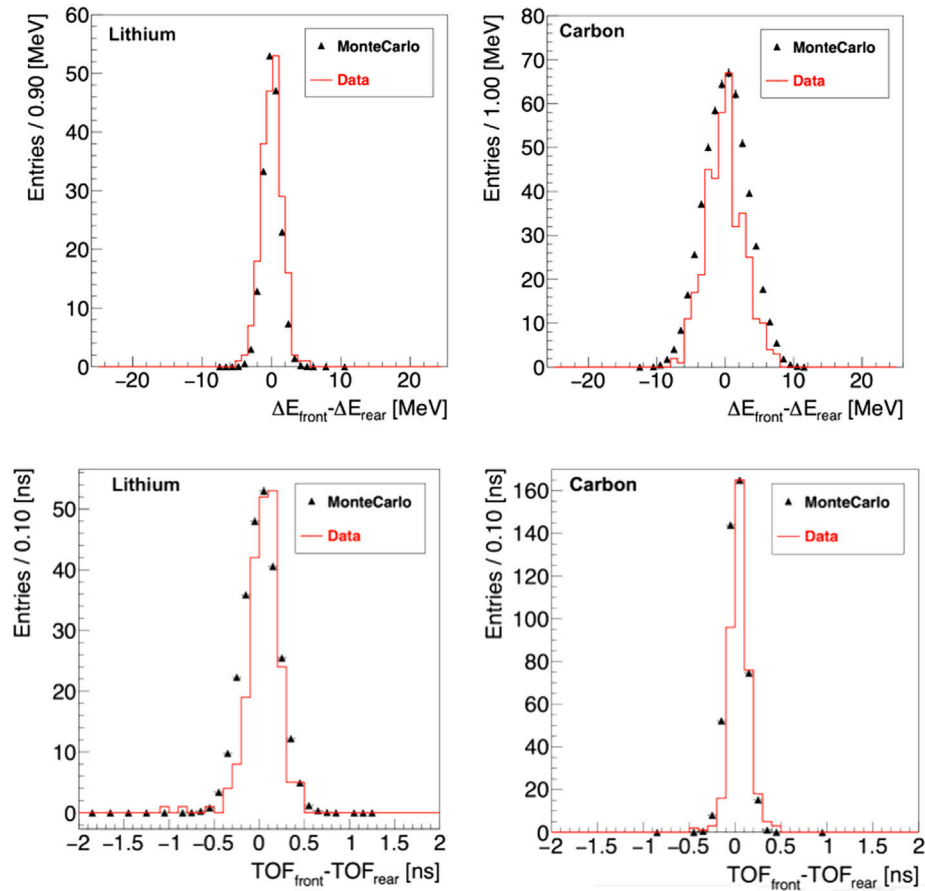 Lithium
MonteCarlo
Data
Entries / 0.90 [MeV]
60
50
40
30
20
10
0
−20 −10 0 10 20
ΔE_front-ΔE_rear [MeV]
Carbon
MonteCarlo
Data
Entries / 1.00 [MeV]
80
70
60
50
40
30
20
10
0
−20 −10 0 10 20
ΔE_front-ΔE_rear [MeV]
Lithium
MonteCarlo
Data
Entries / 0.10 [ns]
50
40
30
20
10
0
−2 −1.5 −1 −0.5 0 0.5 1 1.5 2
TOF_front-TOF_rear [ns]
Carbon
MonteCarlo
Data
Entries / 0.10 [ns]
160
140
120
100
80
60
40
20
0
−2 −1.5 −1 −0.5 0 0.5 1 1.5 2
TOF_front-TOF_rear [ns]